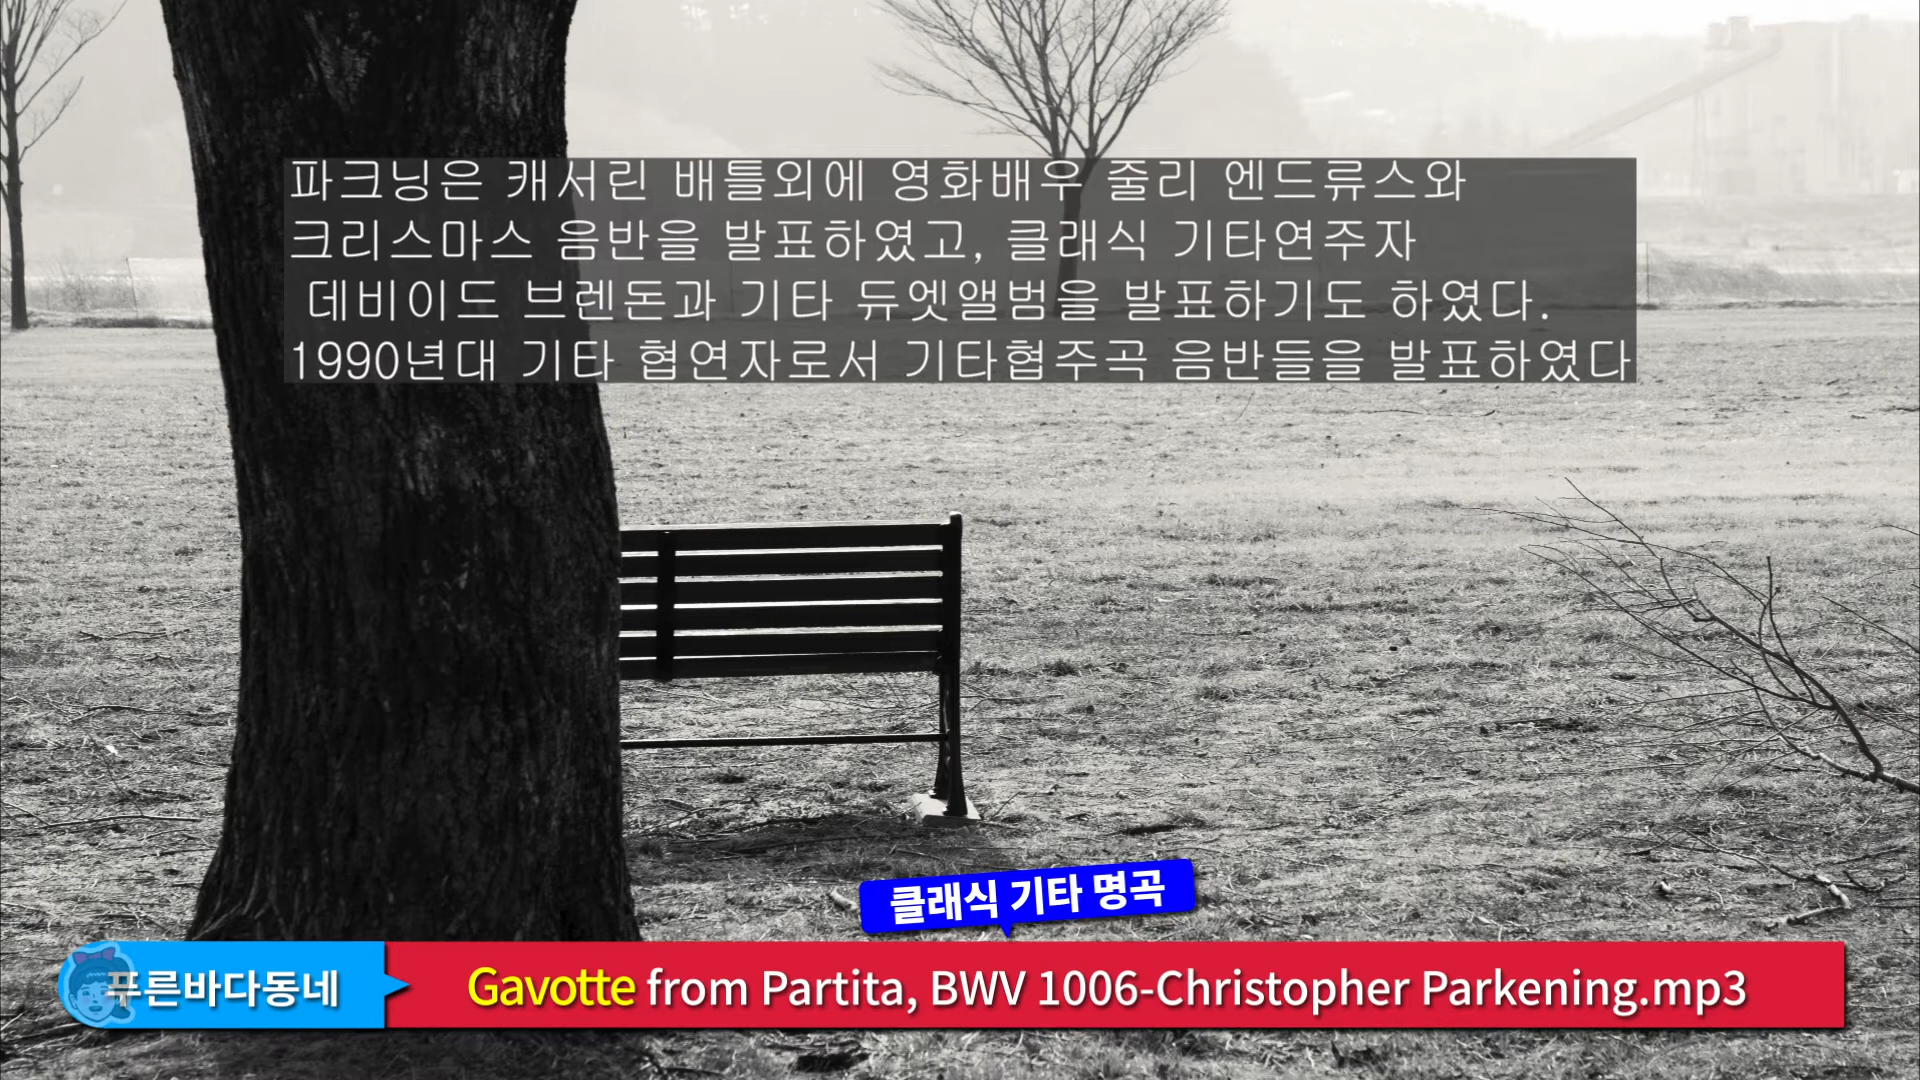 파크닝은 캐서린 배틀외에 영화배우 줄리 엔드류스와
크리스마스 음반을 발표하였고, 클래식 기타연주자
데비이드 브렌돈과 기타 듀엣앨범을 발표하기도 하였다.
1990년대 기타 협연자로서 기타협주곡 음반들을 발표하였다
클래식 기타 명곡
푸른바다동네
Gavotte from Partita, BWV 1006-Christopher Parkening.mp3